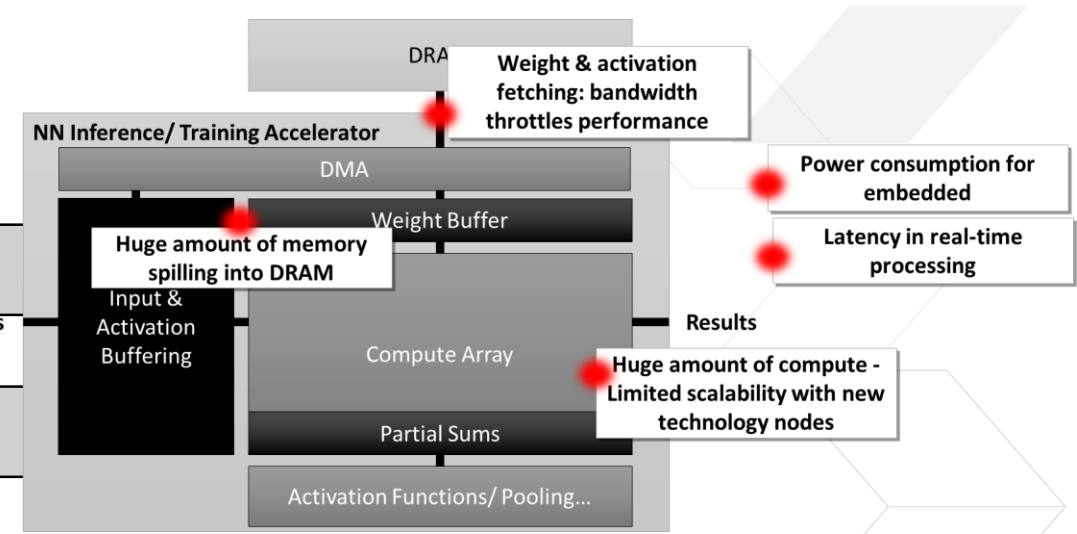 DRA
Weight & activation
fetching: bandwidth
throttles performance
NN Inference/ Training Accelerator
DMA
Power consumption for
embedded
Weight Buffer
Huge amount of memory
spilling into DRAM
Latency in real-time
processing
Input &
Activation
Buffering
s
Results
Compute Array
Huge amount of compute -
Limited scalability with new
technology nodes
Partial Sums
Activation Functions/ Pooling...